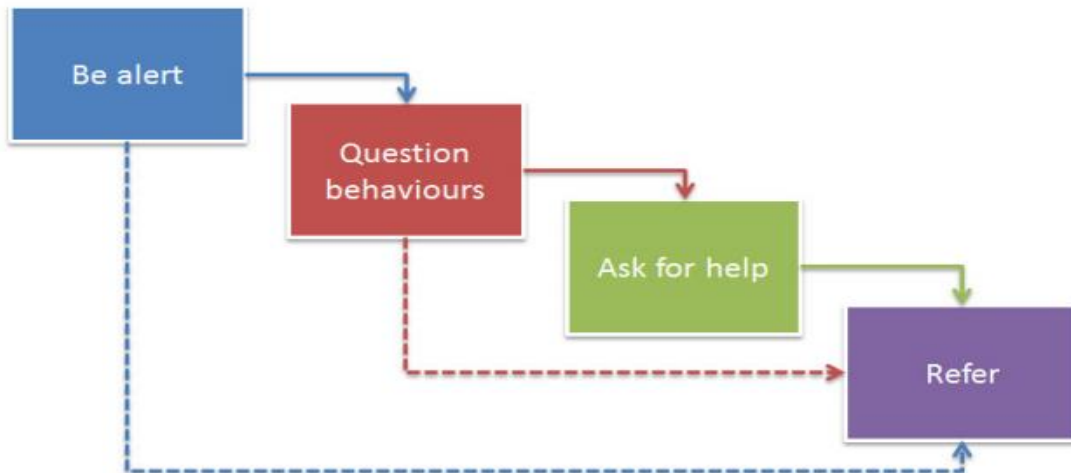 Be alert
Question
behaviours
Ask for help
Refer